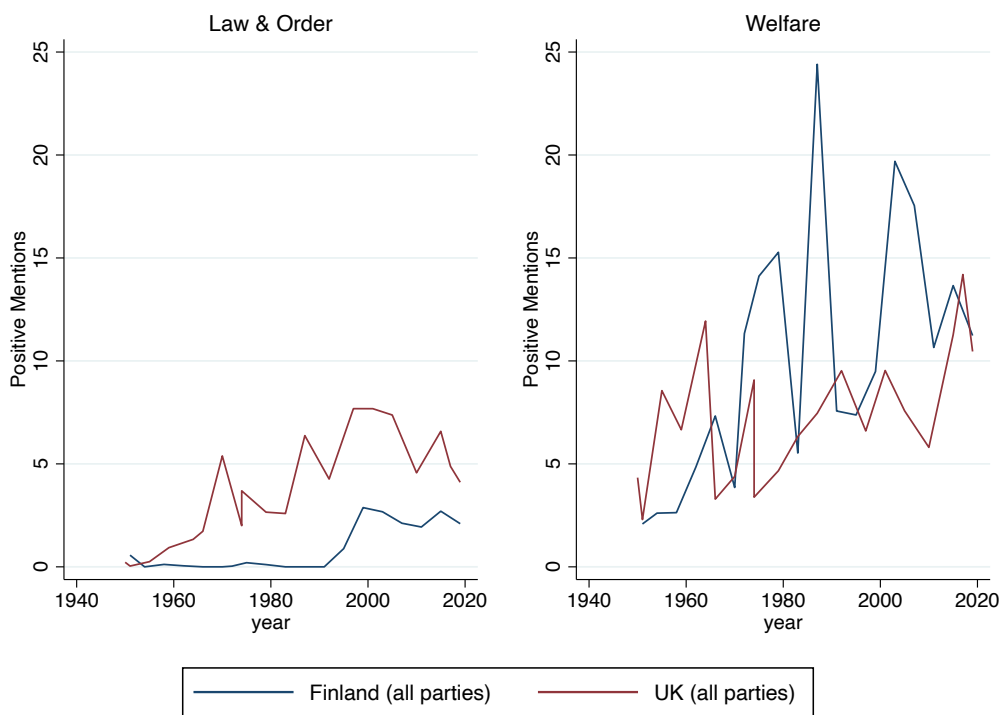 Law & Order
Positive Mentions
25
20
15
10
5
0
1940 1960 1980 2000 2020
year
Welfare
Positive Mentions
25
20
15
10
5
0
1940 1960 1980 2000 2020
year
Finland (all parties) UK (all parties)